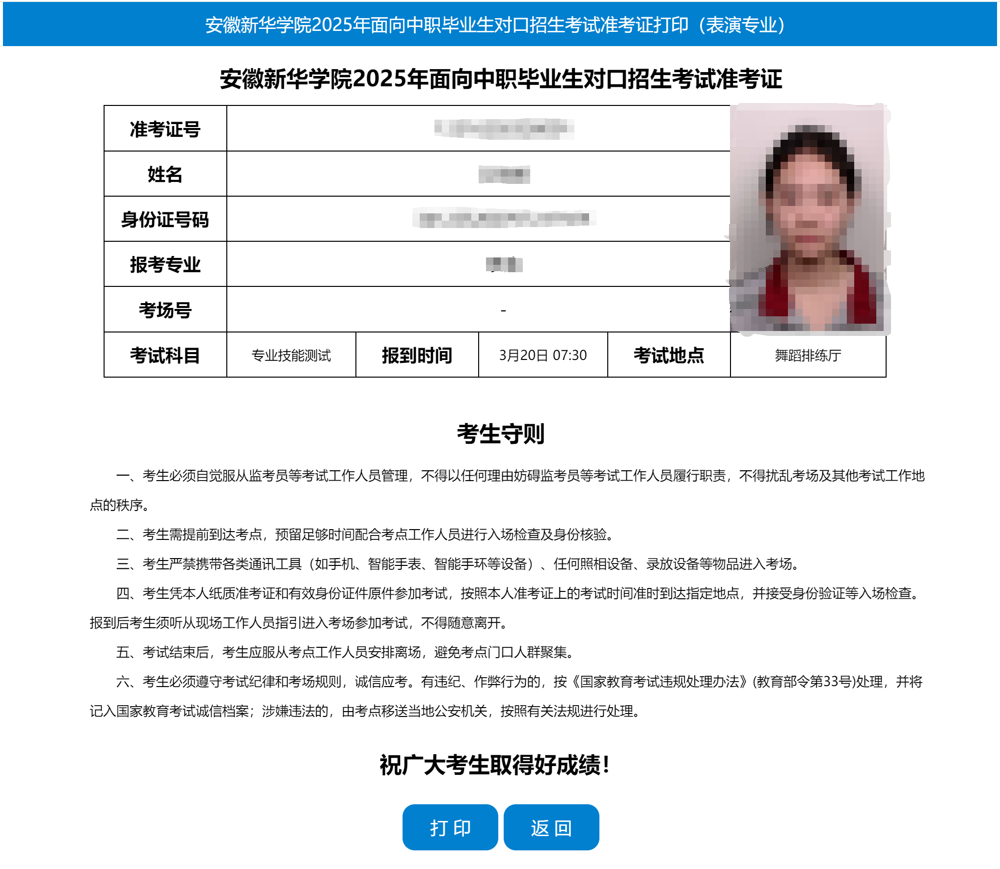 安徽新华学院2025年面向中职毕业生对口招生考试准考证打印（表演专业）
安徽新华学院2025年面向中职毕业生对口招生考试准考证
准考证号
姓名
身份证号码
报考专业
考场号 -
考试科目 专业技能测试 报到时间 3月20日 07:30 考试地点 舞蹈排练厅
考生守则
一、考生必须自觉服从监考员等考试工作人员管理，不得以任何理由妨碍监考员等考试工作人员履行职责，不得扰乱考场及其他考试工作地
点的秩序。
二、考生需提前到达考点，预留足够时间配合考点工作人员进行入场检查及身份核验。
三、考生严禁携带各类通讯工具（如手机、智能手表、智能手环等设备）、任何照相设备、录放设备等物品进入考场。
四、考生凭本人纸质准考证和有效身份证件原件参加考试，按照本人准考证上的考试时间准时到达指定地点，并接受身份验证等入场检查。
报到后考生须听从现场工作人员指引进入考场参加考试，不得随意离开。
五、考试结束后，考生应服从考点工作人员安排离场，避免考点门口人群聚集。
六、考生必须遵守考试纪律和考场规则，诚信应考。有违纪、作弊行为的，按《国家教育考试违规处理办法》(教育部令第33号)处理，并将
记入国家教育考试诚信档案；涉嫌违法的，由考点移送当地公安机关，按照有关法规进行处理。
祝广大考生取得好成绩！
打 印 返 回